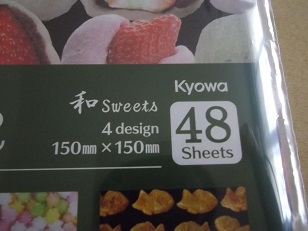 Kyowa
和 sweets
4 design
150mm×150mm
48
Sheets